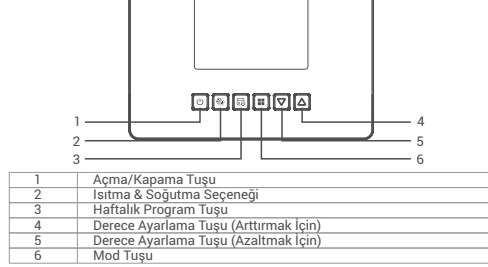 1
2
3
4
5
6
1 Açma/Kapama Tuşu
2 Isıtma & Soğutma Seçeneği
3 Haftalık Program Tuşu
4 Derece Ayarlama Tuşu (Arttırmak İçin)
5 Derece Ayarlama Tuşu (Azaltmak İçin)
6 Mod Tuşu